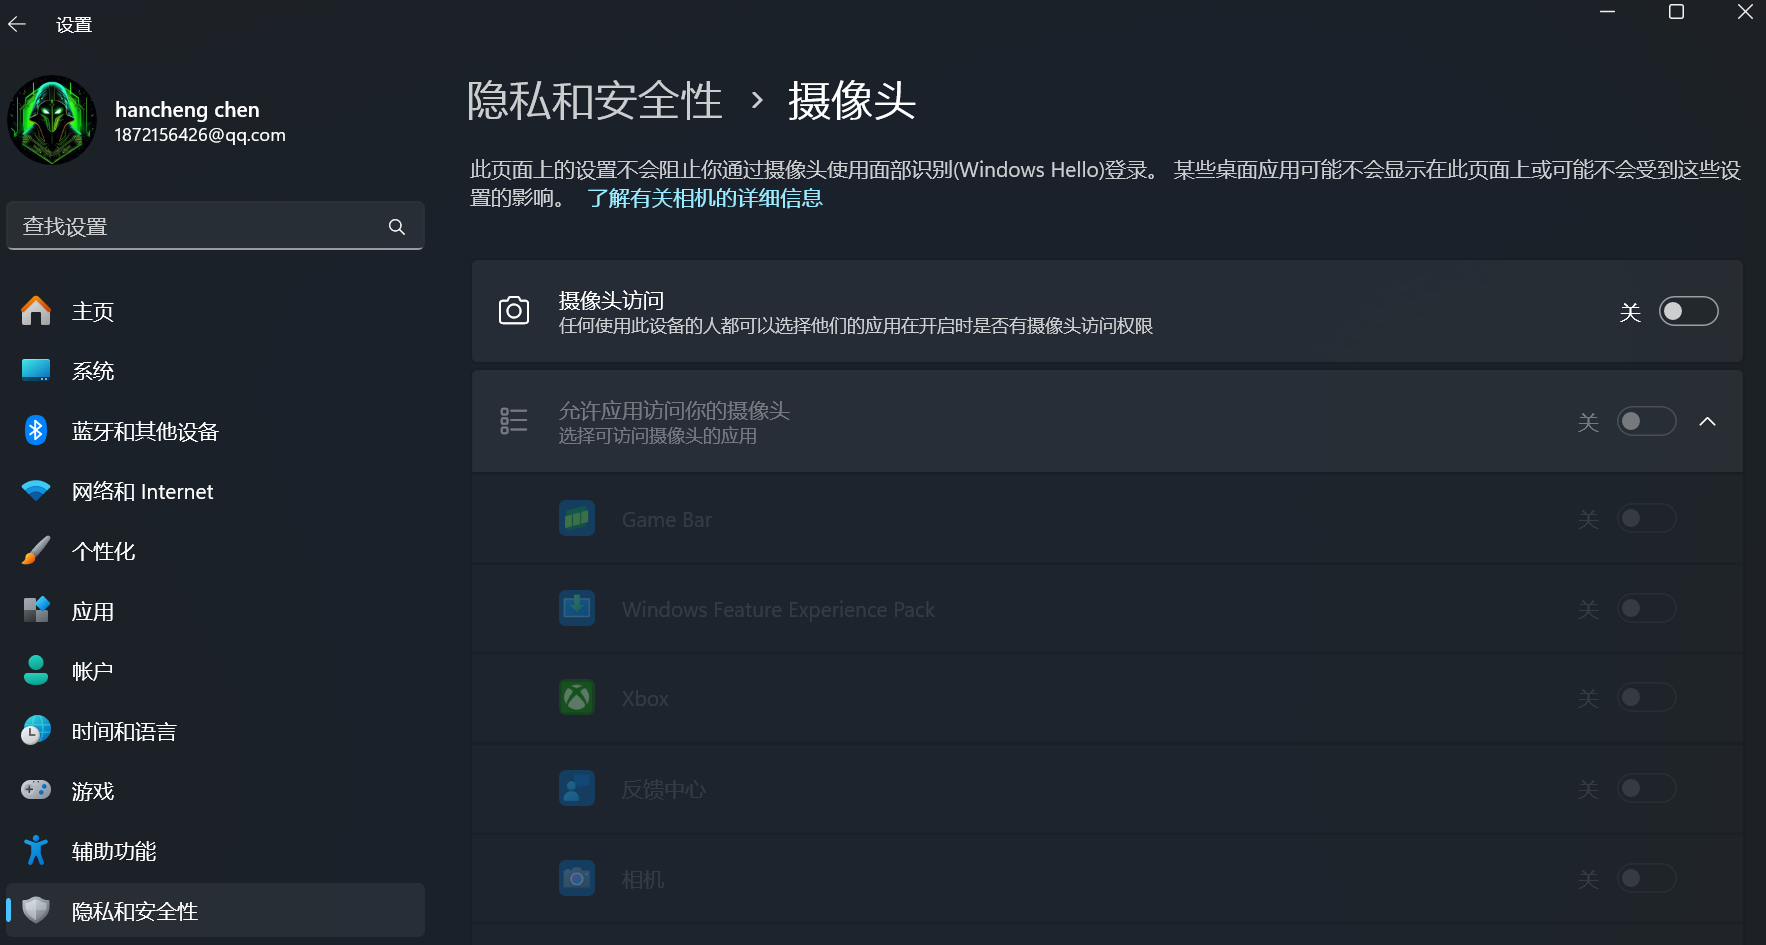 设置
hancheng chen
1872156426@qq.com
查找设置
主页
系统
蓝牙和其他设备
网络和 Internet
个性化
应用
帐户
时间和语言
游戏
辅助功能
隐私和安全性
隐私和安全性 › 摄像头
此页面上的设置不会阻止你通过摄像头使用面部识别(Windows Hello)登录。 某些桌面应用可能不会显示在此页面上或可能不会受到这些设
置的影响。 了解有关相机的详细信息
摄像头访问 关
任何使用此设备的人都可以选择他们的应用在开启时是否有摄像头访问权限
允许应用访问你的摄像头 关
选择可访问摄像头的应用
Game Bar 关
Windows Feature Experience Pack 关
Xbox 关
反馈中心 关
相机 关